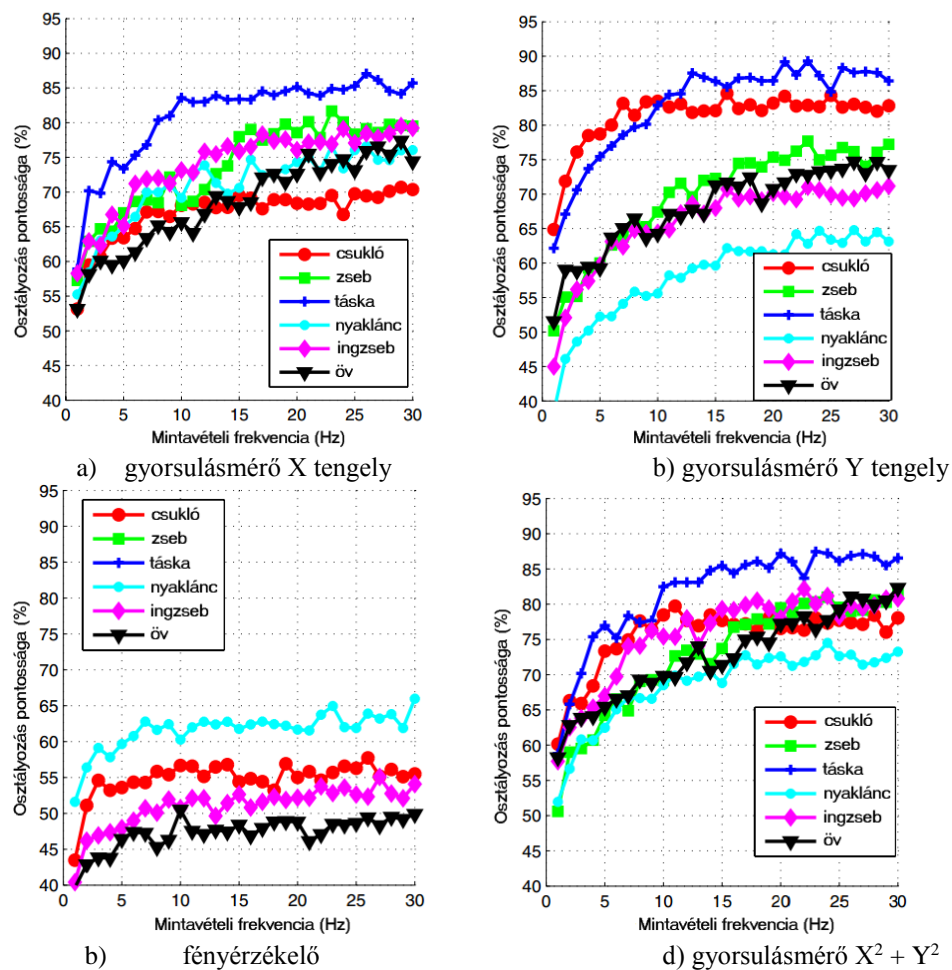 95
90
85
80
75
70
65
60
55
50
45
40
Osztályozás pontossága (%)
csukló
zseb
táska
nyaklánc
ingzseb
öv
0 5 10 15 20 25 30
Mintavételi frekvencia (Hz)
a) gyorsulásmérő X tengely
95
90
85
80
75
70
65
60
55
50
45
40
Osztályozás pontossága (%)
csukló
zseb
táska
nyaklánc
ingzseb
öv
0 5 10 15 20 25 30
Mintavételi frekvencia (Hz)
b) gyorsulásmérő Y tengely
95
90
85
80
75
70
65
60
55
50
45
40
Osztályozás pontossága (%)
csukló
zseb
táska
nyaklánc
ingzseb
öv
0 5 10 15 20 25 30
Mintavételi frekvencia (Hz)
b) fényérzékelő
95
90
85
80
75
70
65
60
55
50
45
40
Osztályozás pontossága (%)
csukló
zseb
táska
nyaklánc
ingzseb
öv
0 5 10 15 20 25 30
Mintavételi frekvencia (Hz)
d) gyorsulásmérő X² + Y²